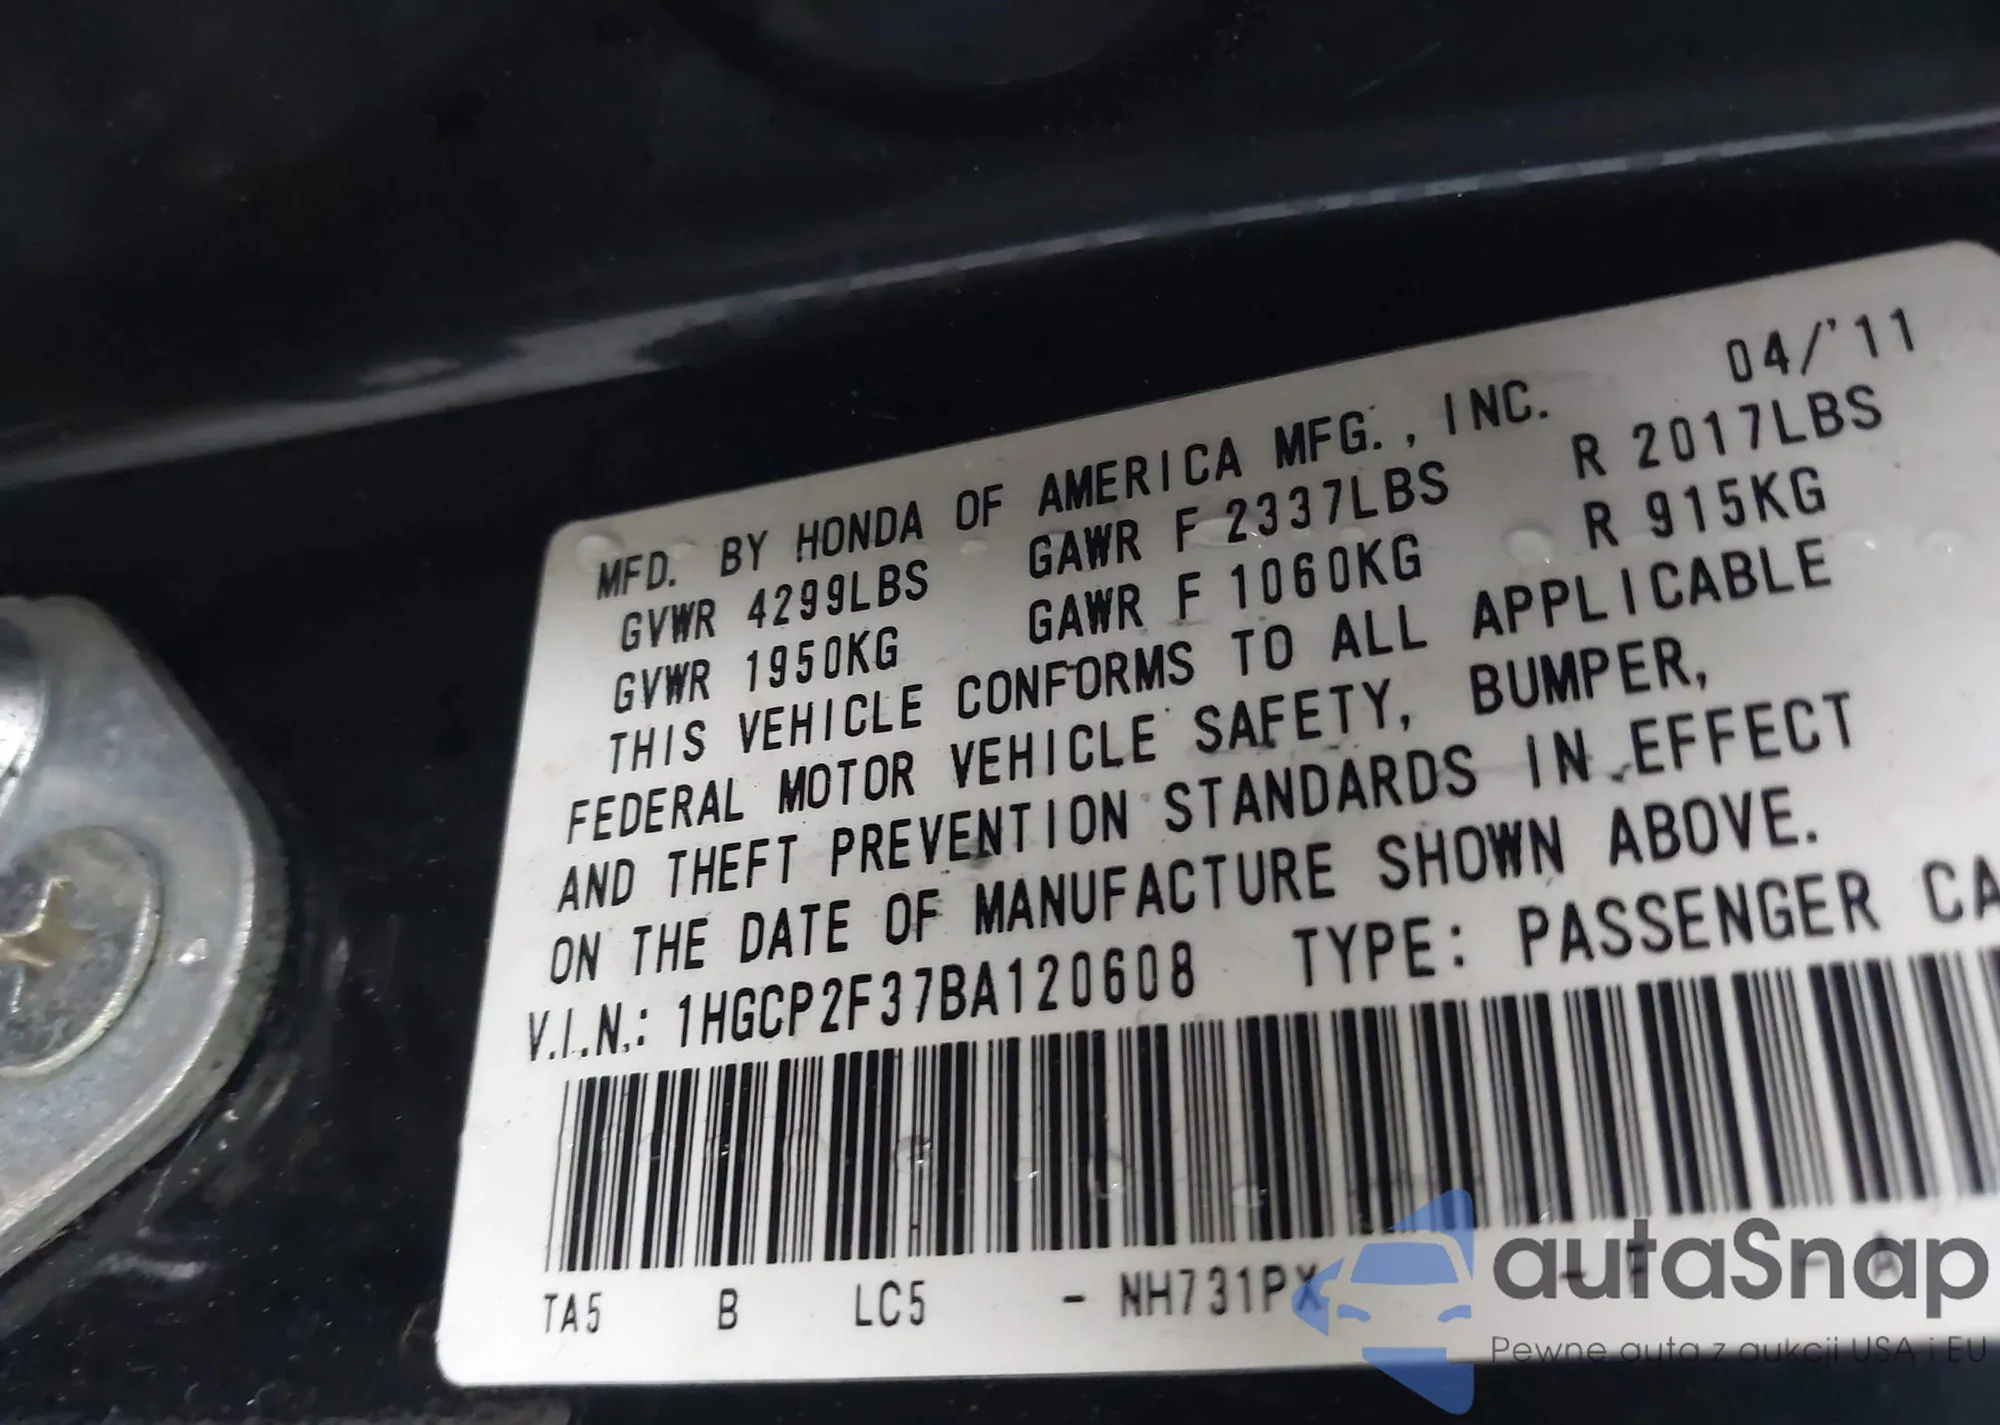 04/'11
MFD. BY HONDA OF AMERICA MFG., INC.
GVWR 4299LBS GAWR F 2337LBS R 2017LBS
GVWR 1950KG GAWR F 1060KG R 915KG
THIS VEHICLE CONFORMS TO ALL APPLICABLE
FEDERAL MOTOR VEHICLE SAFETY, BUMPER,
AND THEFT PREVENTION STANDARDS IN EFFECT
ON THE DATE OF MANUFACTURE SHOWN ABOVE.
V.I.N.: 1HGCP2F37BA120608 TYPE: PASSENGER CA
TA5 B LC5 - NH731PX - F - A
autaSnap
Pewne auta z aukcji USA i EU